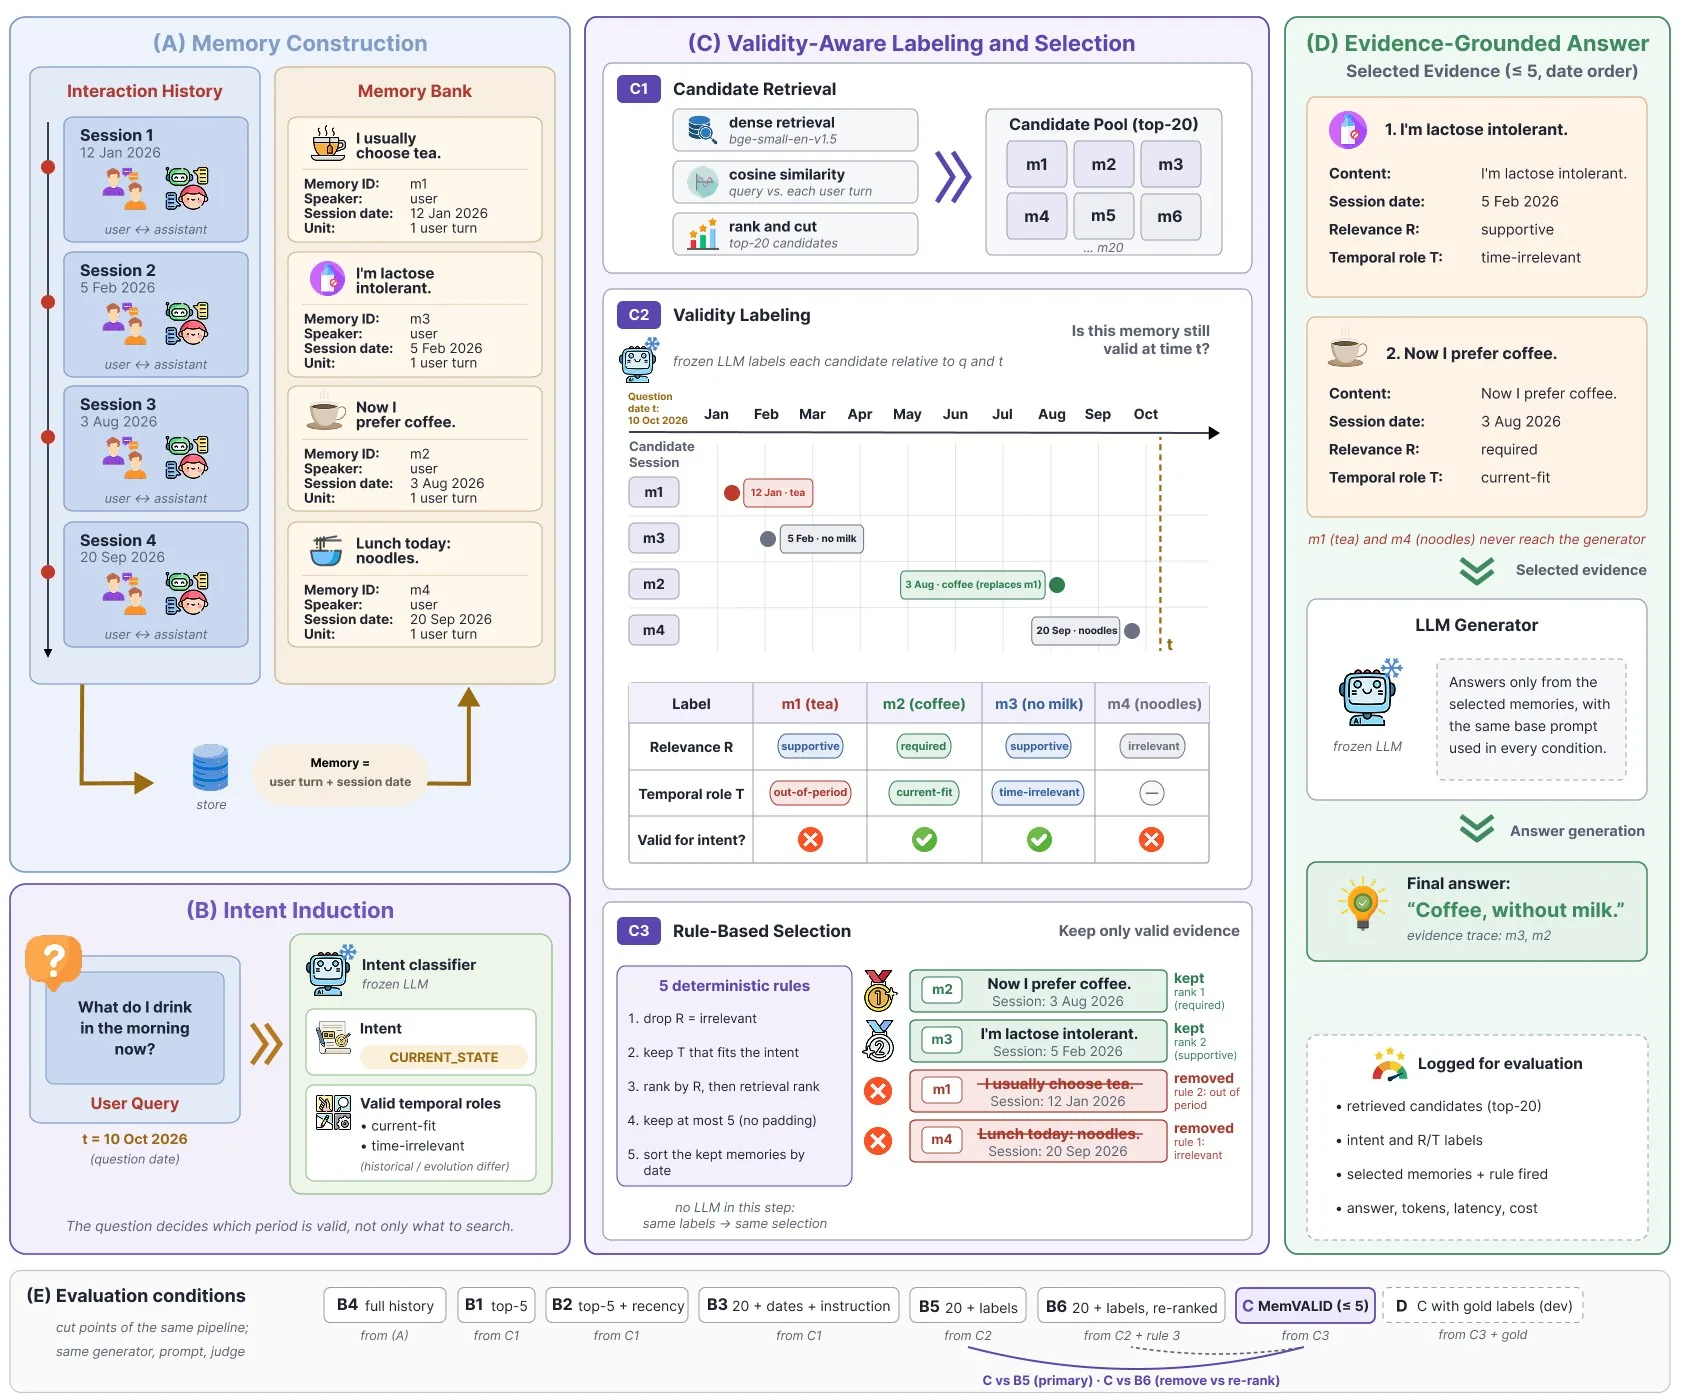 (A) Memory Construction
Interaction History
Session 1
12 Jan 2026
user ↔ assistant
Session 2
5 Feb 2026
user ↔ assistant
Session 3
3 Aug 2026
user ↔ assistant
Session 4
20 Sep 2026
user ↔ assistant
Memory Bank
I usually
choose tea.
Memory ID: m1
Speaker: user
Session date: 12 Jan 2026
Unit: 1 user turn
I'm lactose
intolerant.
Memory ID: m3
Speaker: user
Session date: 5 Feb 2026
Unit: 1 user turn
Now I
prefer coffee.
Memory ID: m2
Speaker: user
Session date: 3 Aug 2026
Unit: 1 user turn
Lunch today:
noodles.
Memory ID: m4
Speaker: user
Session date: 20 Sep 2026
Unit: 1 user turn
store
Memory =
user turn + session date
(B) Intent Induction
?
What do I drink
in the morning
now?
User Query
t = 10 Oct 2026
(question date)
AI
Intent classifier
frozen LLM
Intent
CURRENT_STATE
Valid temporal roles
• current-fit
• time-irrelevant
(historical / evolution differ)
The question decides which period is valid, not only what to search.
(C) Validity-Aware Labeling and Selection
C1 Candidate Retrieval
dense retrieval
bge-small-en-v1.5
cosine similarity
query vs. each user turn
rank and cut
top-20 candidates
Candidate Pool (top-20)
m1 m2 m3
m4 m5 m6
... m20
C2 Validity Labeling
Is this memory still
valid at time t?
AI
frozen LLM labels each candidate relative to q and t
Question
date t:
10 Oct 2026
Jan Feb Mar Apr May Jun Jul Aug Sep Oct
Candidate
Session
m1 12 Jan · tea
m3 5 Feb · no milk
m2 3 Aug · coffee (replaces m1)
m4 20 Sep · noodles
t
Label m1 (tea) m2 (coffee) m3 (no milk) m4 (noodles)
Relevance R supportive required supportive irrelevant
Temporal role T out-of-period current-fit time-irrelevant —
Valid for intent?
C3 Rule-Based Selection
Keep only valid evidence
5 deterministic rules
1. drop R = irrelevant
2. keep T that fits the intent
3. rank by R, then retrieval rank
4. keep at most 5 (no padding)
5. sort the kept memories by
date
no LLM in this step:
same labels → same selection
1
m2
Now I prefer coffee.
Session: 3 Aug 2026
kept
rank 1
(required)
2
m3
I'm lactose intolerant.
Session: 5 Feb 2026
kept
rank 2
(supportive)
m1
I usually choose tea.
Session: 12 Jan 2026
removed
rule 2: out of
period
m4
Lunch today: noodles.
Session: 20 Sep 2026
removed
rule 1:
irrelevant
(D) Evidence-Grounded Answer
Selected Evidence (≤ 5, date order)
1. I'm lactose intolerant.
Content: I'm lactose intolerant.
Session date: 5 Feb 2026
Relevance R: supportive
Temporal role T: time-irrelevant
2. Now I prefer coffee.
Content: Now I prefer coffee.
Session date: 3 Aug 2026
Relevance R: required
Temporal role T: current-fit
m1 (tea) and m4 (noodles) never reach the generator
Selected evidence
LLM Generator
AI
frozen LLM
Answers only from the
selected memories, with
the same base prompt
used in every condition.
Answer generation
Final answer:
“Coffee, without milk.”
evidence trace: m3, m2
Logged for evaluation
• retrieved candidates (top-20)
• intent and R/T labels
• selected memories + rule fired
• answer, tokens, latency, cost
(E) Evaluation conditions
cut points of the same pipeline;
same generator, prompt, judge
B4 full history
from (A)
B1 top-5
from C1
B2 top-5 + recency
from C1
B3 20 + dates + instruction
from C1
B5 20 + labels
from C2
B6 20 + labels, re-ranked
from C2 + rule 3
C MemVALID (≤ 5)
from C3
D C with gold labels (dev)
from C3 + gold
C vs B5 (primary) · C vs B6 (remove vs re-rank)